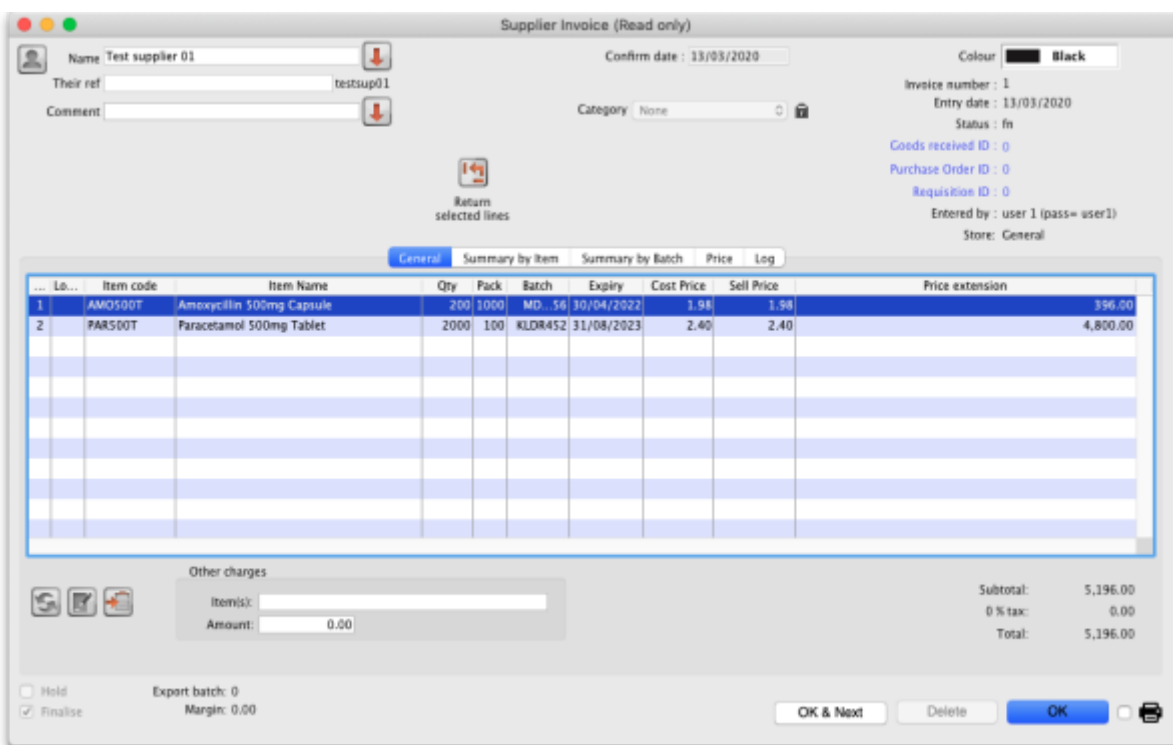 Supplier Invoice (Read only)
Name Test supplier 01
Confirm date : 13/03/2020
Colour Black
Their ref testsup01
Invoice number : 1
Comment
Category None
Entry date : 13/03/2020
Status : fn
Goods received ID : 0
Purchase Order ID : 0
Requisition ID : 0
Return
selected lines
Entered by : user 1 (pass= user1)
Store: General
General Summary by Item Summary by Batch Price Log
... Lo... Item code Item Name Qty Pack Batch Expiry Cost Price Sell Price Price extension
1 AMO500T Amoxycillin 500mg Capsule 200 1000 MD...56 30/04/2022 1.98 1.98 396.00
2 PAR500T Paracetamol 500mg Tablet 2000 100 KLDR452 31/08/2023 2.40 2.40 4,800.00
Other charges
Item(s):
Amount: 0.00
Subtotal: 5,196.00
0 % tax: 0.00
Total: 5,196.00
Hold Export batch: 0
Finalise Margin: 0.00
OK & Next Delete OK